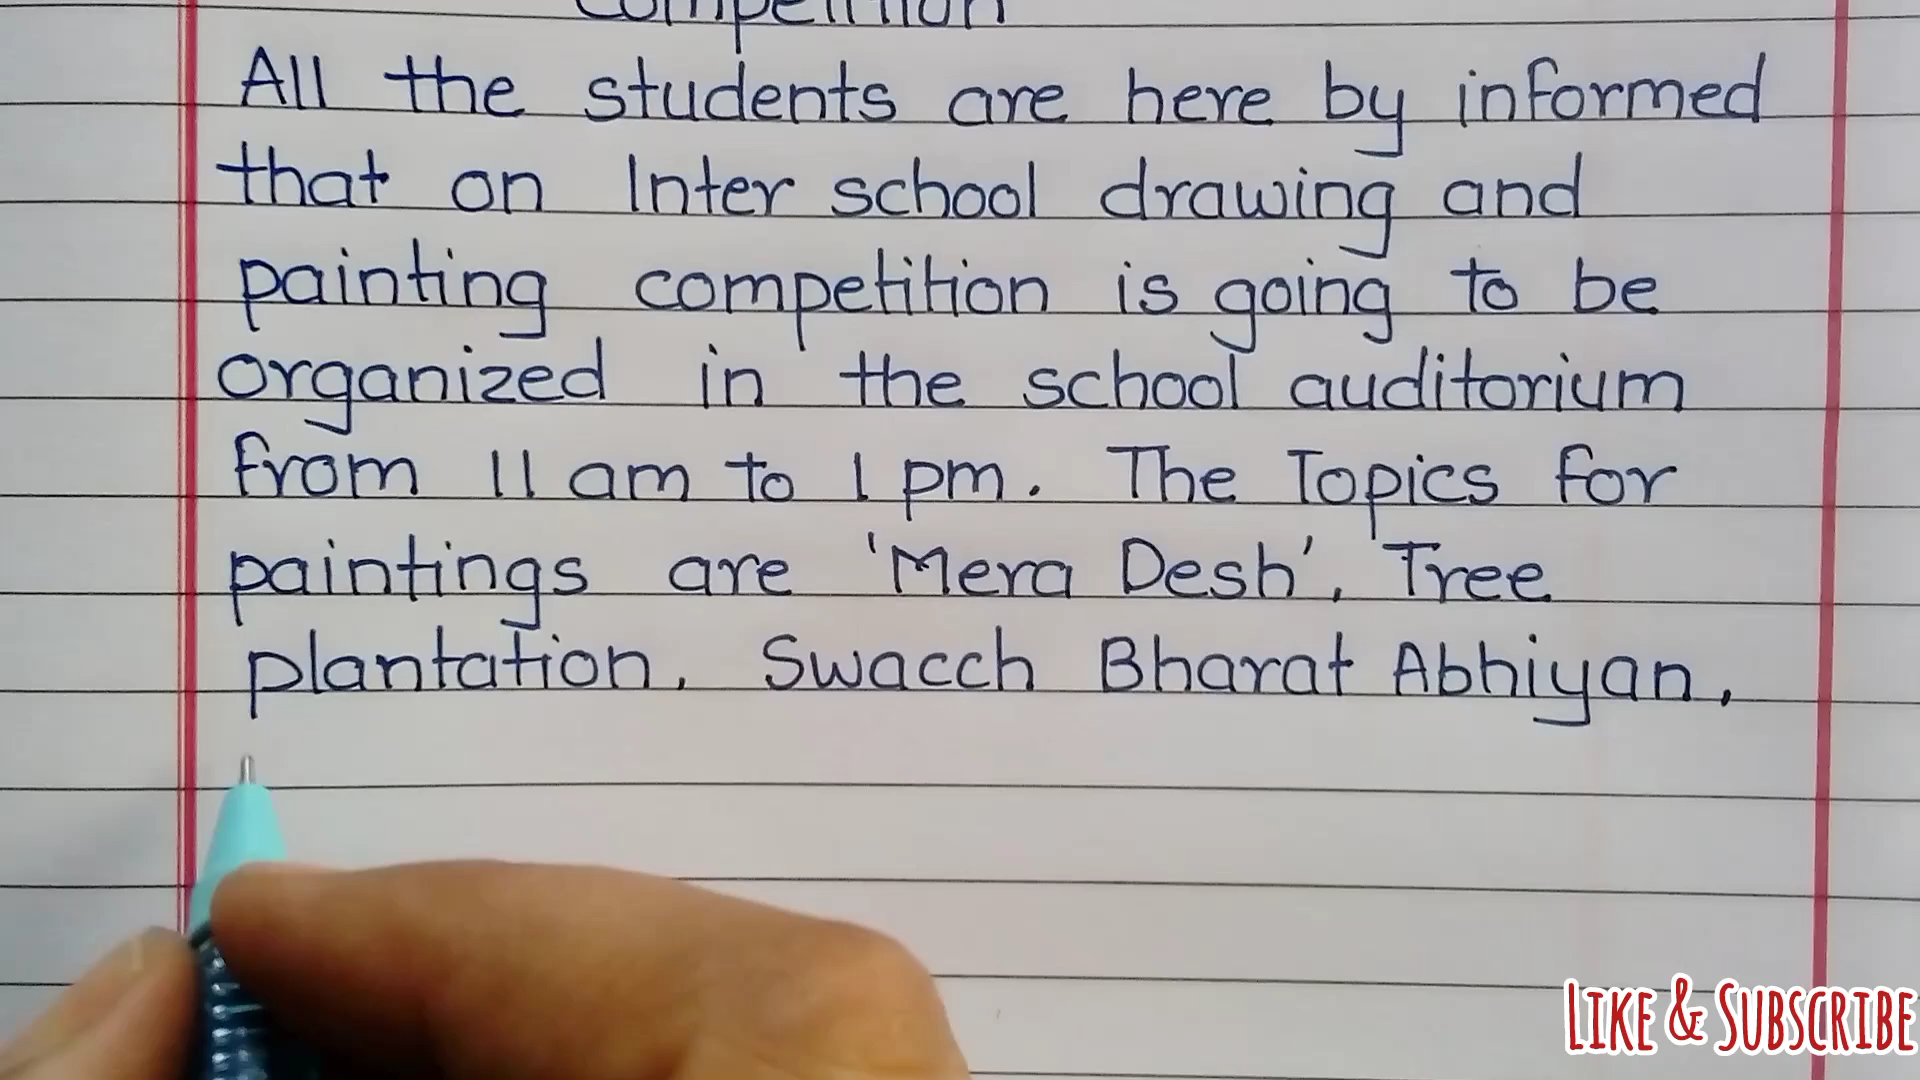 Competition
All the students are here by informed
that on Inter school drawing and
painting competition is going to be
organized in the school auditorium
from 11 am to 1 pm. The Topics for
paintings are 'Mera Desh', Tree
plantation, Swacch Bharat Abhiyan,
LIKE & SUBSCRIBE